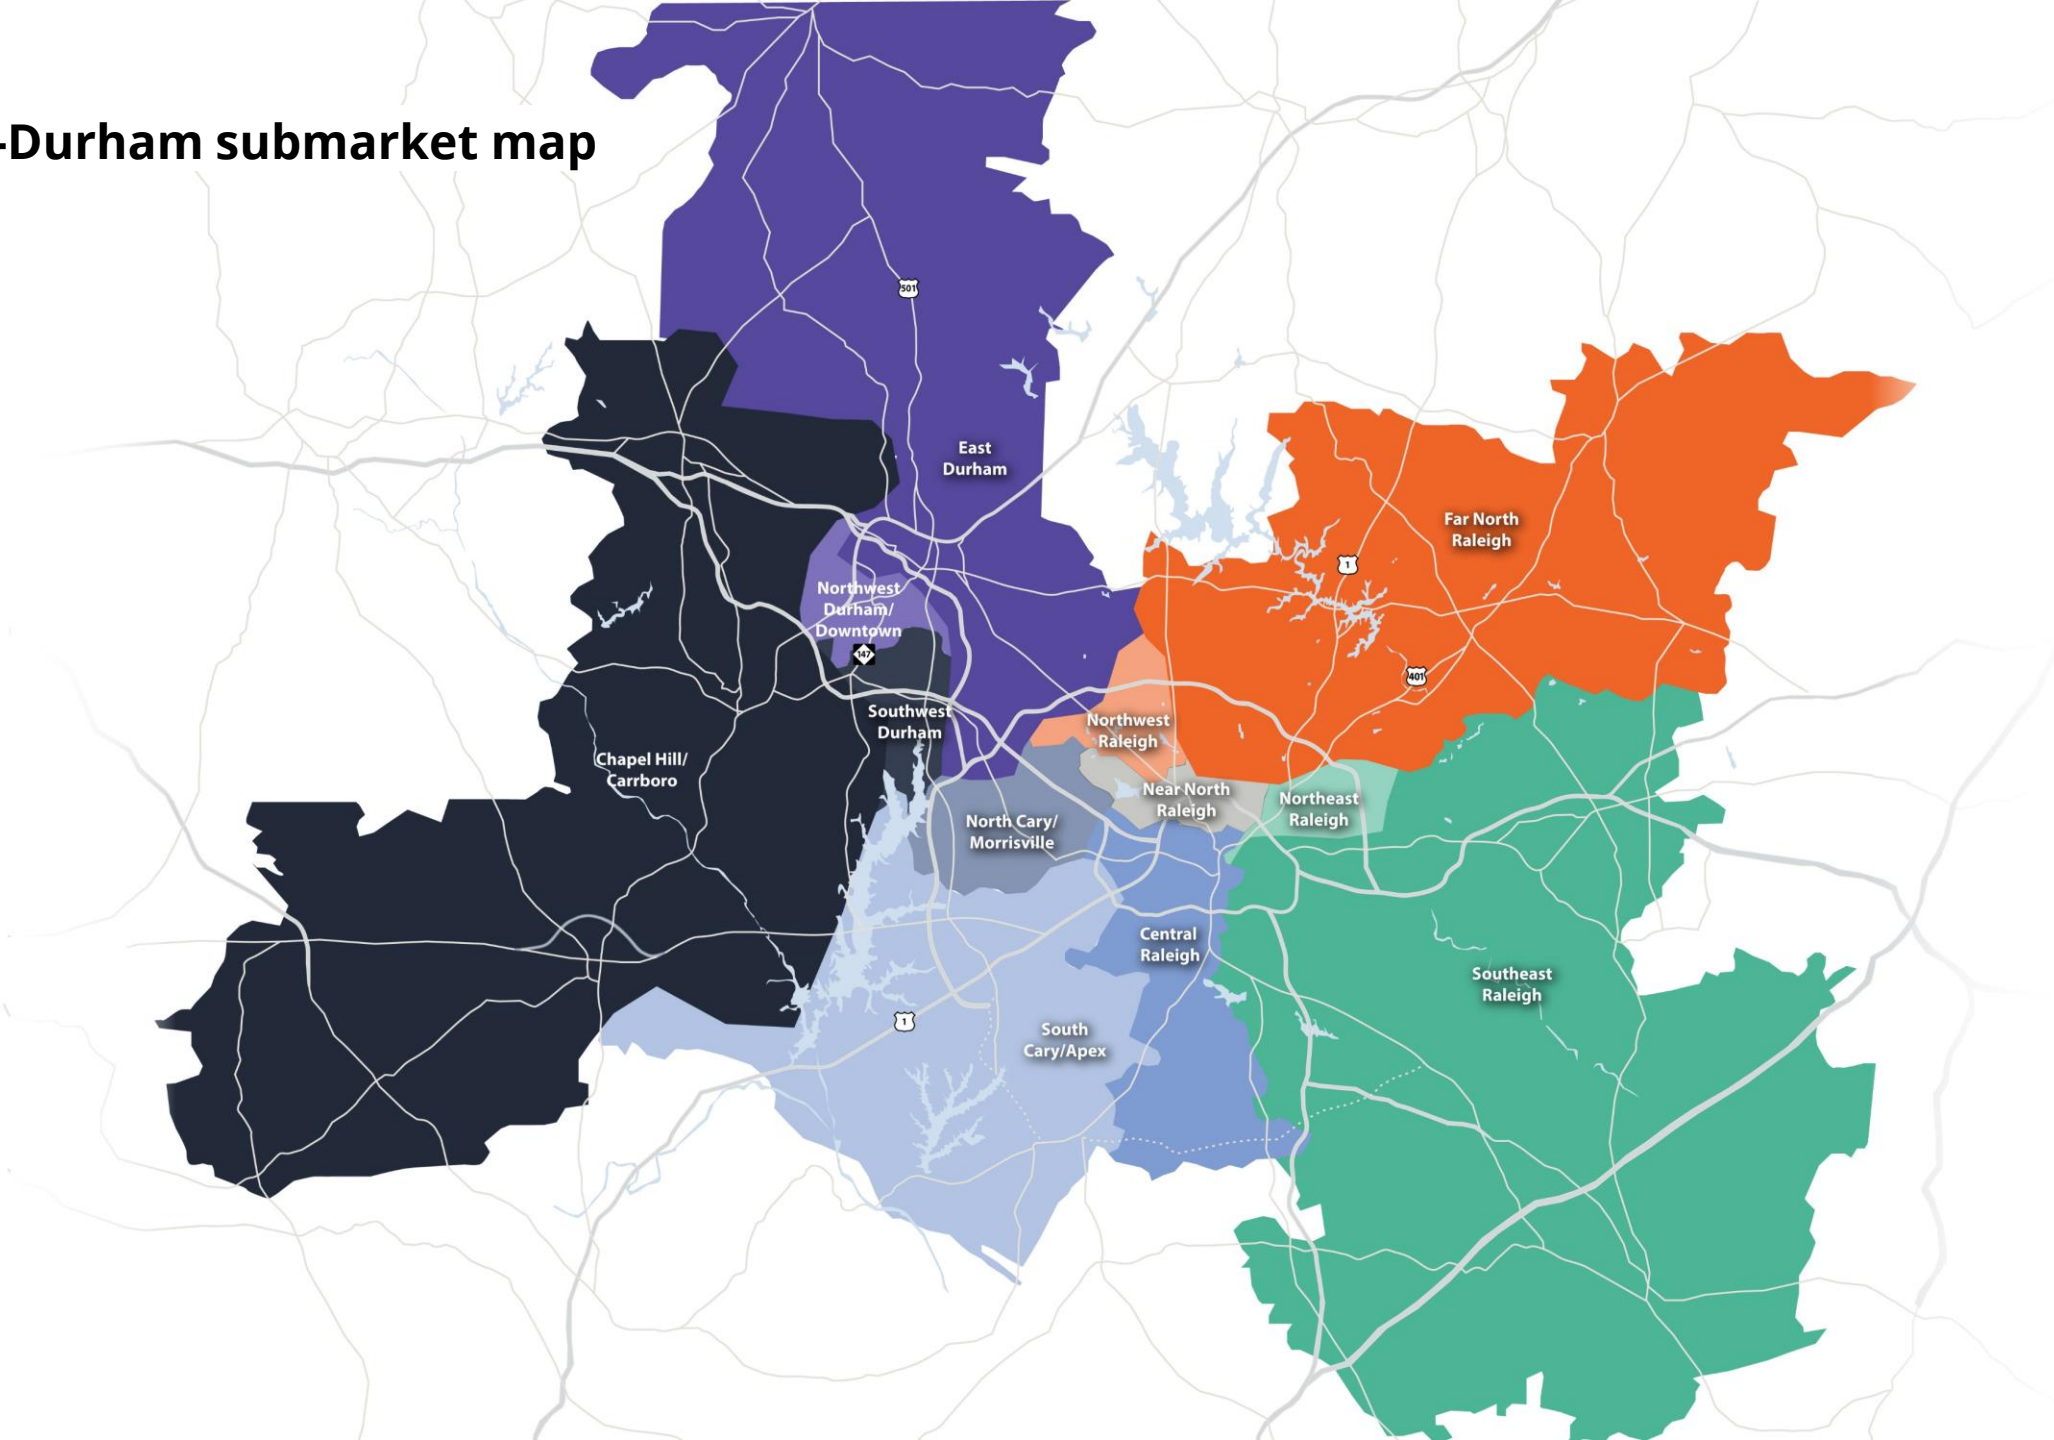 -Durham submarket map
501
East
Durham
Far North
Raleigh
1
Northwest
Durham/
Downtown
147
401
Southwest
Durham
Northwest
Raleigh
Chapel Hill/
Carrboro
Near North
Raleigh
Northeast
Raleigh
North Cary/
Morrisville
Central
Raleigh
Southeast
Raleigh
1
South
Cary/Apex